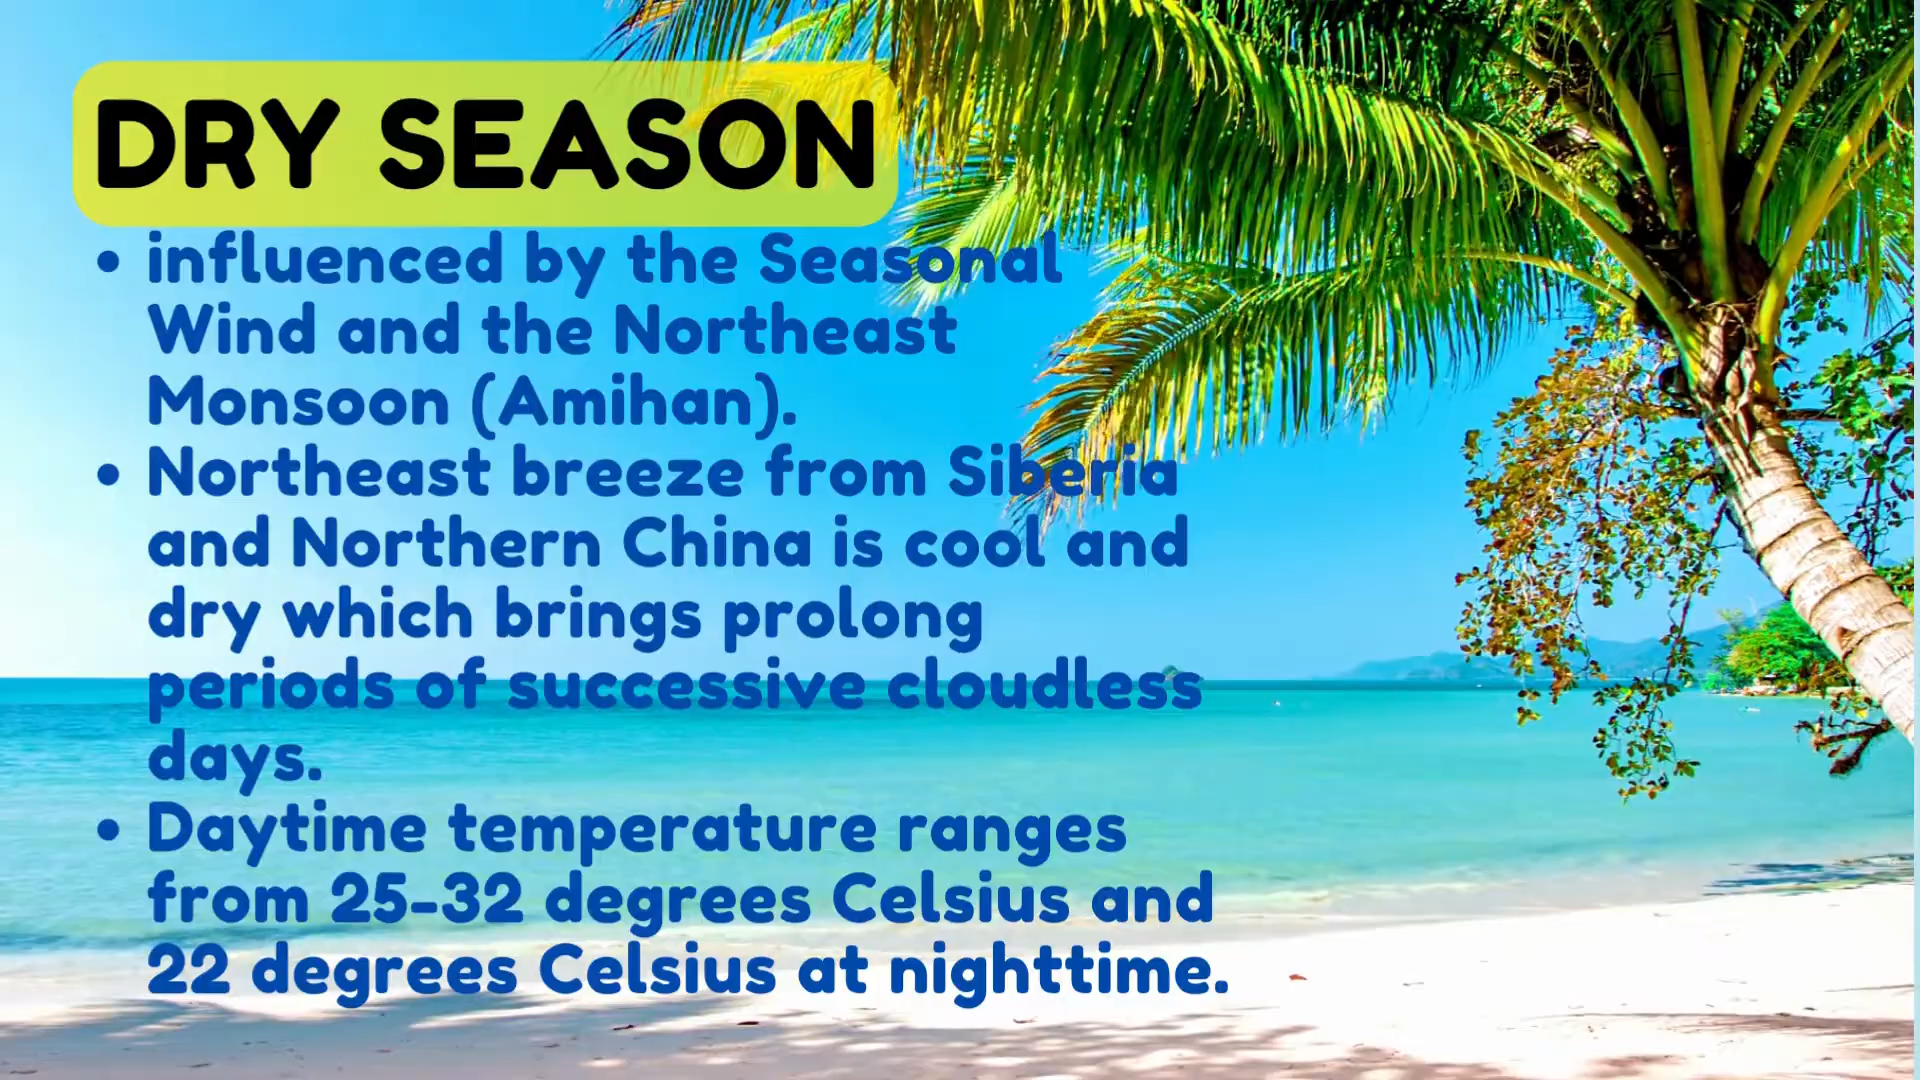 DRY SEASON
• influenced by the Seasonal
Wind and the Northeast
Monsoon (Amihan).
• Northeast breeze from Siberia
and Northern China is cool and
dry which brings prolong
periods of successive cloudless
days.
• Daytime temperature ranges
from 25-32 degrees Celsius and
22 degrees Celsius at nighttime.